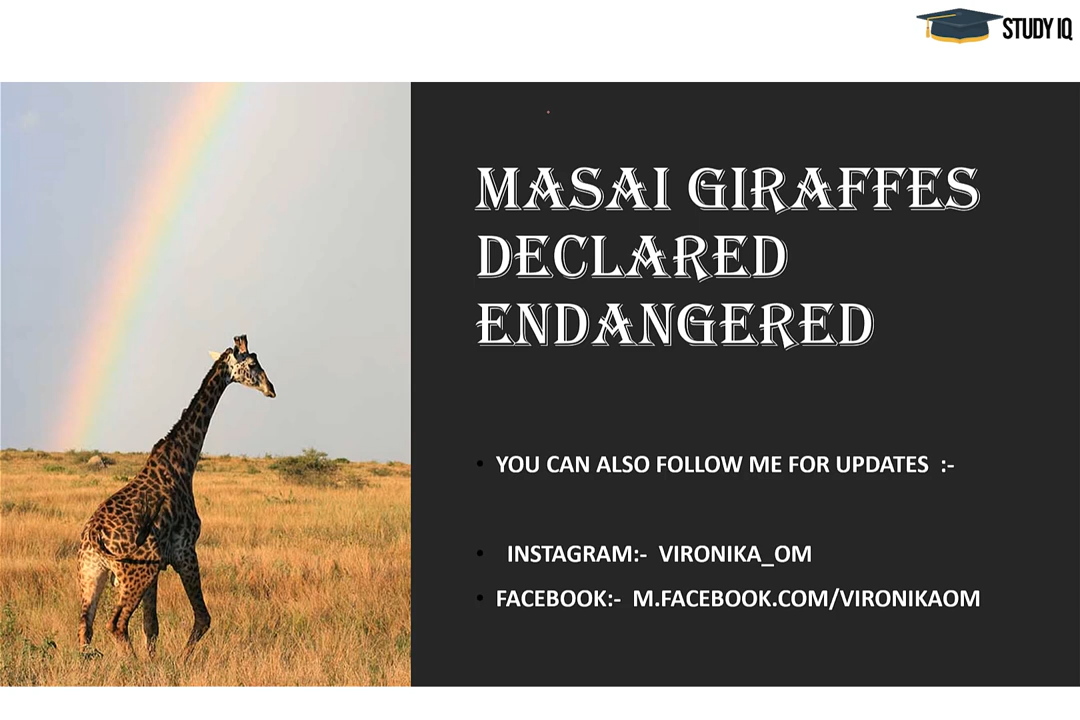 STUDY IQ
MASAI GIRAFFES
DECLARED
ENDANGERED
• YOU CAN ALSO FOLLOW ME FOR UPDATES :-
• INSTAGRAM:- VIRONIKA_OM
• FACEBOOK:- M.FACEBOOK.COM/VIRONIKAOM